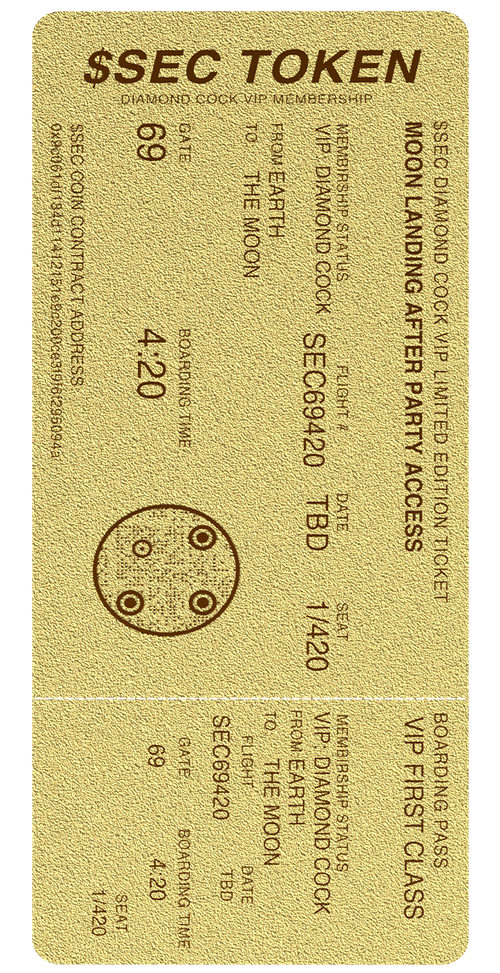 $SEC TOKEN
DIAMOND COCK VIP MEMBERSHIP
$SEC DIAMOND COCK VIP LIMITED EDITION TICKET
MOON LANDING AFTER PARTY ACCESS
MEMBIRSHIP STATUS
VIP: DIAMOND COCK
FLIGHT #
SEC69420
DATE
TBD
SEAT
1/420
FROM EARTH
TO THE MOON
GATE
69
BOARDING TIME
4:20
$SEC COIN CONTRACT ADDRESS
BOARDING PASS
VIP FIRST CLASS
MEMBIRSHIP STATUS
VIP: DIAMOND COCK
FROM EARTH
TO THE MOON
FLIGHT
SEC69420
DATE
TBD
GATE
69
BOARDING TIME
4:20
SEAT
1/420